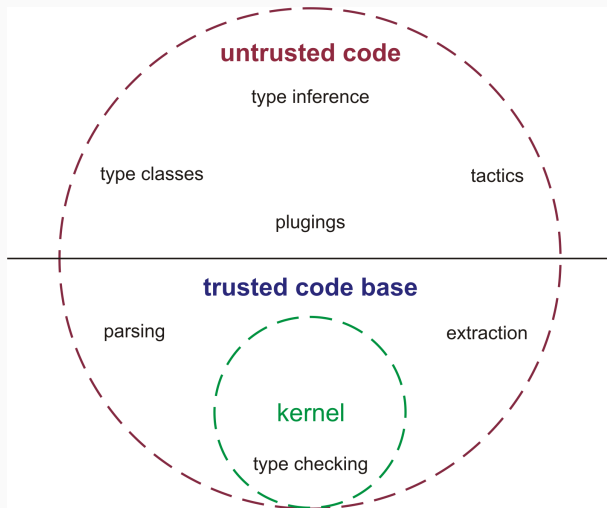 untrusted code
type inference
type classes
tactics
plugings
trusted code base
parsing
extraction
kernel
type checking